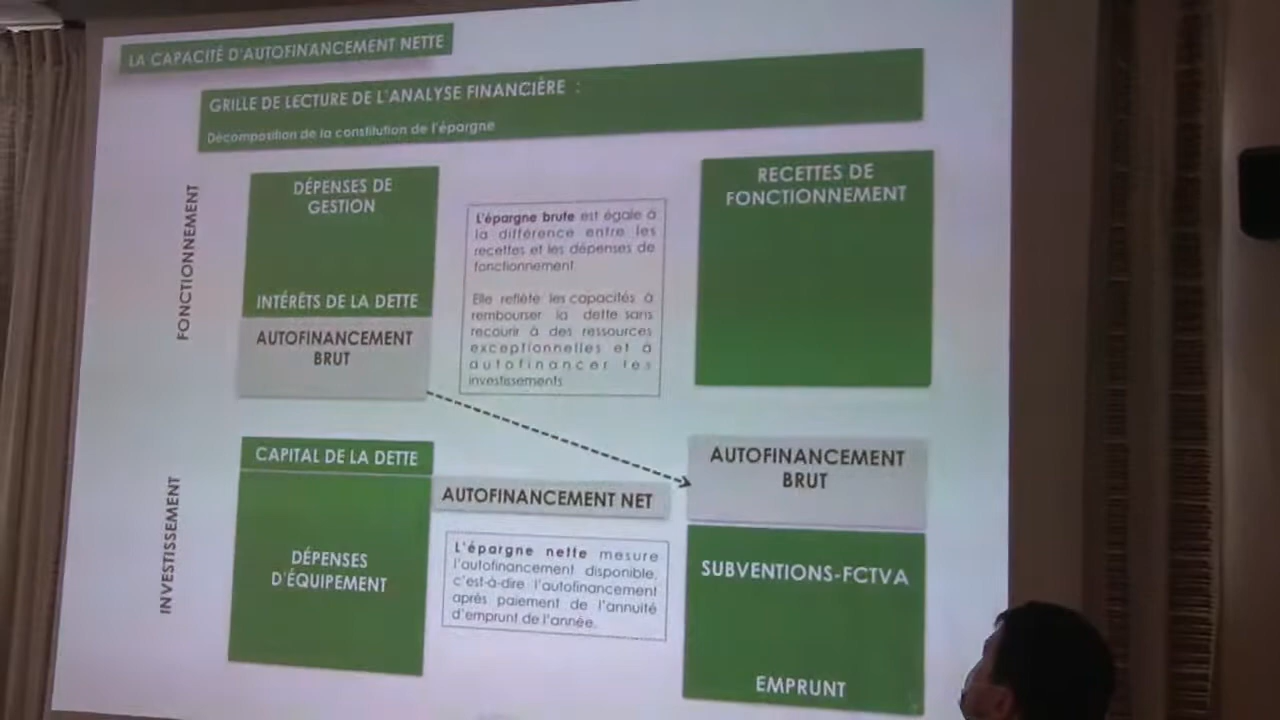 LA CAPACITÉ D'AUTOFINANCEMENT NETTE
GRILLE DE LECTURE DE L'ANALYSE FINANCIÈRE :
Décomposition de la constitution de l'épargne
FONCTIONNEMENT
DÉPENSES DE
GESTION
INTÉRÊTS DE LA DETTE
AUTOFINANCEMENT
BRUT
L'épargne brute est égale à
la différence entre les
recettes et les dépenses de
fonctionnement
Elle reflète les capacités à
rembourser la dette sans
recourir à des ressources
exceptionnelles et à
autofinancer les
investissements
RECETTES DE
FONCTIONNEMENT
INVESTISSEMENT
CAPITAL DE LA DETTE
DÉPENSES
D'ÉQUIPEMENT
AUTOFINANCEMENT NET
L'épargne nette mesure
l'autofinancement disponible,
c'est-à-dire l'autofinancement
après paiement de l'annuité
d'emprunt de l'année.
AUTOFINANCEMENT
BRUT
SUBVENTIONS-FCTVA
EMPRUNT